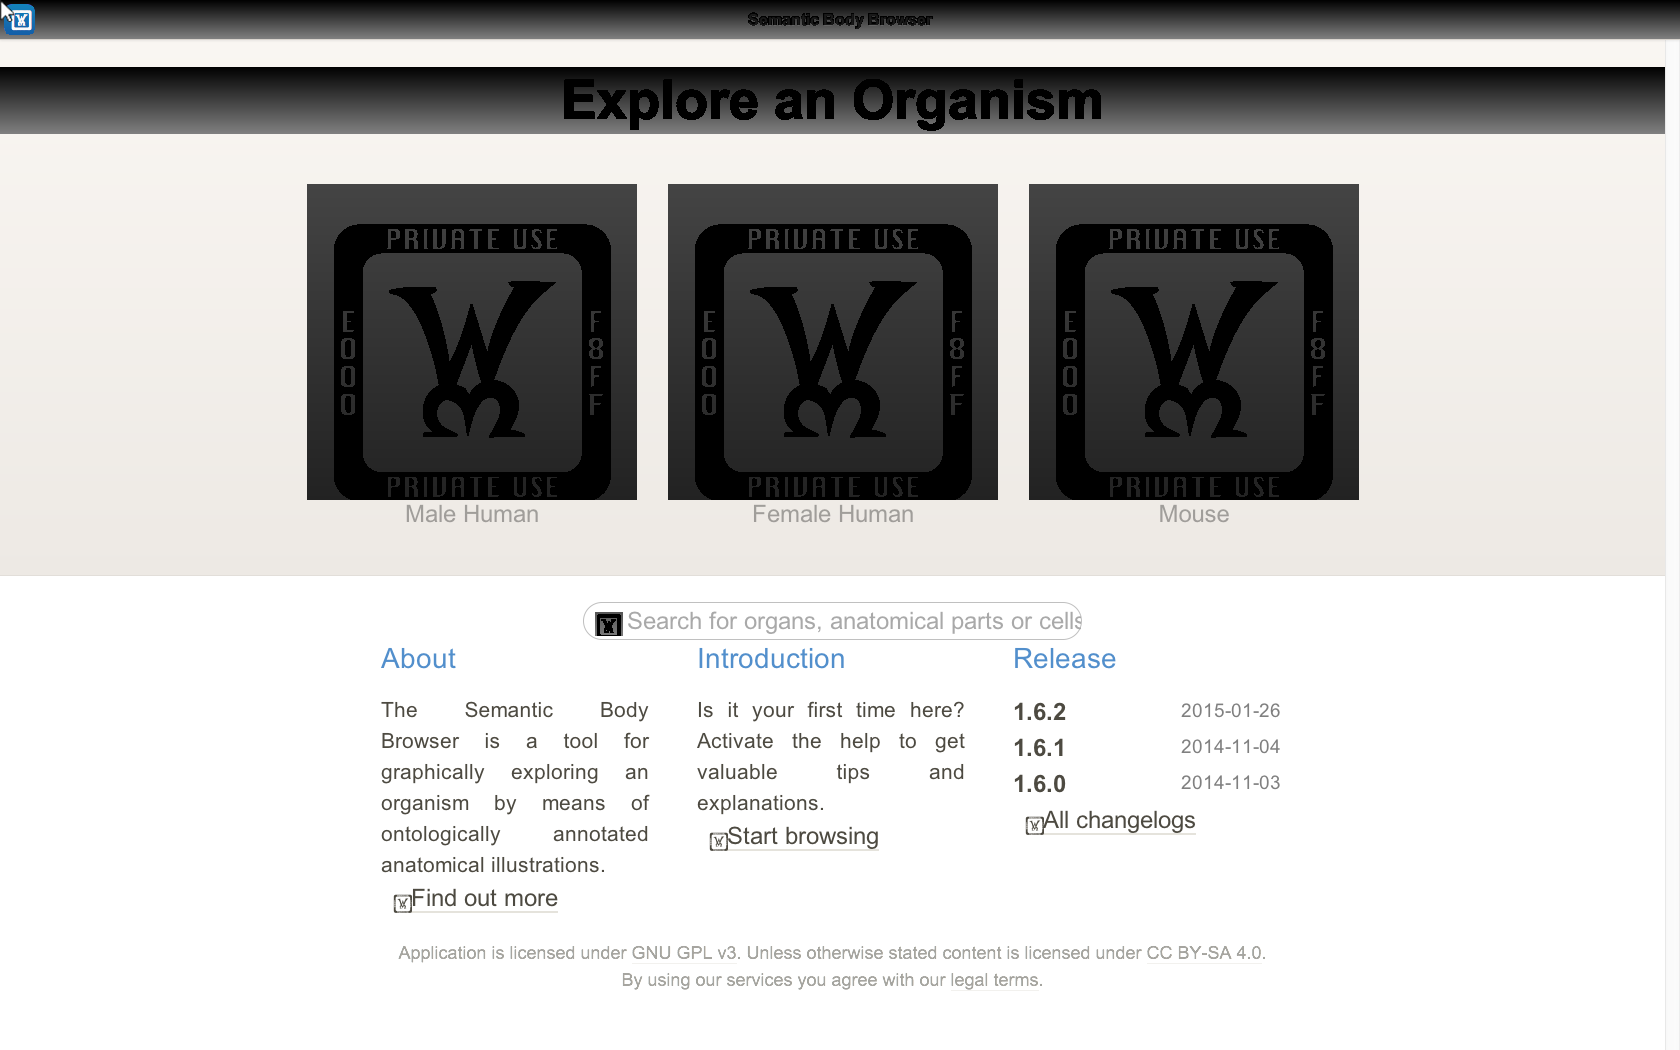 Semantic Body Browser
Explore an Organism
PRIVATE USE
E000
F8FF
PRIVATE USE
PRIVATE USE
E000
F8FF
PRIVATE USE
PRIVATE USE
E000
F8FF
PRIVATE USE
Male Human
Female Human
Mouse
Search for organs, anatomical parts or cells
About
The Semantic Body
Browser is a tool for
graphically exploring an
organism by means of
ontologically annotated
anatomical illustrations.
Find out more
Introduction
Is it your first time here?
Activate the help to get
valuable tips and
explanations.
Start browsing
Release
1.6.2 2015-01-26
1.6.1 2014-11-04
1.6.0 2014-11-03
All changelogs
Application is licensed under GNU GPL v3. Unless otherwise stated content is licensed under CC BY-SA 4.0.
By using our services you agree with our legal terms.